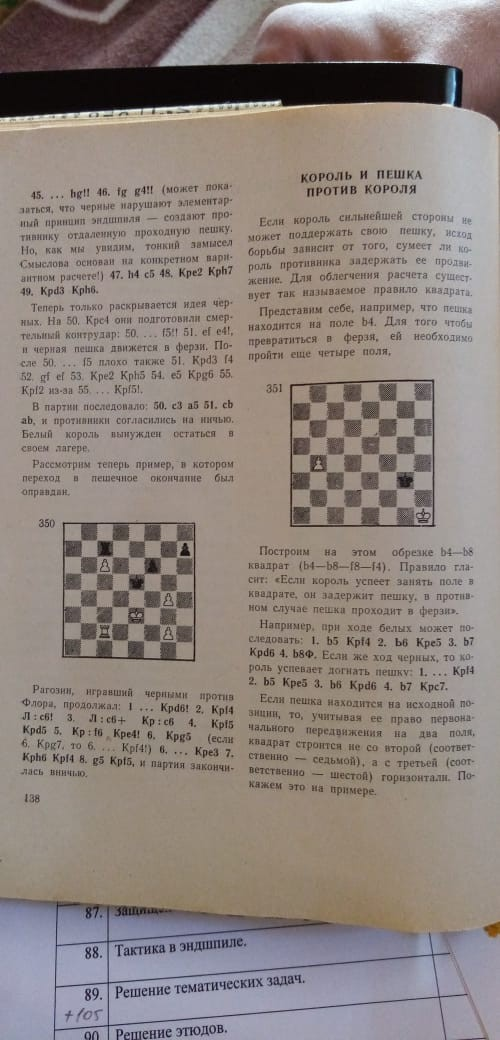 45. ... hg!! 46. fg g4!! (может пока-
заться, что черные нарушают элементар-
ный принцип эндшпиля — создают про-
тивнику отдаленную проходную пешку.
Но, как мы увидим, тонкий замысел
Смыслова основан на конкретном вари-
антном расчете!) 47. h4 c5 48. Kpe2 Kph7
49. Kpd3 Kph6.
Теперь только раскрывается идея чер-
ных. На 50. Kpc4 они подготовили смер-
тельный контрудар: 50. ... f5!! 51. ef e4!,
и черная пешка движется в ферзи. По-
сле 50. ... f5 плохо также 51. Kpd3 f4
52. gf ef 53. Kpe2 Kph5 54. e5 Kpg6 55.
Kpf2 из-за 55. ... Kpf5!.
В партии последовало: 50. c3 a5 51. cb
ab, и противники согласились на ничью.
Белый король вынужден остаться в
своем лагере.
Рассмотрим теперь пример, в котором
переход в пешечное окончание был
оправдан.
350
Рагозин, игравший черными против
Флора, продолжал: 1 ... Kpd6! 2. Kpf4
Л:c6! 3. Л:c6+ Kp:c6 4. Kpf5
Kpd5 5. Kp:f6 Kpe4! 6. Kpg5 (если
6. Kpg7, то 6. ... Kpf4!) 6. ... Kpe3 7.
Kph6 Kpf4 8. g5 Kpf5, и партия закончи-
лась вничью.
138
КОРОЛЬ И ПЕШКА
ПРОТИВ КОРОЛЯ
Если король сильнейшей стороны не
может поддержать свою пешку, исход
борьбы зависит от того, сумеет ли ко-
роль противника задержать ее продви-
жение. Для облегчения расчета сущест-
вует так называемое правило квадрата.
Представим себе, например, что пешка
находится на поле b4. Для того чтобы
превратиться в ферзя, ей необходимо
пройти еще четыре поля,
351
Построим на этом обрезке b4—b8
квадрат (b4—b8—f8—f4). Правило гла-
сит: «Если король успеет занять поле в
квадрате, он задержит пешку, в против-
ном случае пешка проходит в ферзи».
Например, при ходе белых может по-
следовать: 1. b5 Kpf4 2. b6 Kpe5 3. b7
Kpd6 4. b8Ф. Если же ход черных, то ко-
роль успевает догнать пешку: 1. ... Kpf4
2. b5 Kpe5 3. b6 Kpd6 4. b7 Kpc7.
Если пешка находится на исходной по-
зиции, то, учитывая ее право первона-
чального передвижения на два поля,
квадрат строится не со второй (соответ-
ственно — седьмой), а с третьей (соот-
ветственно — шестой) горизонтали. По-
кажем это на примере.
87.
88. Тактика в эндшпиле.
89. Решение тематических задач.
+105
90 Решение этюдов.